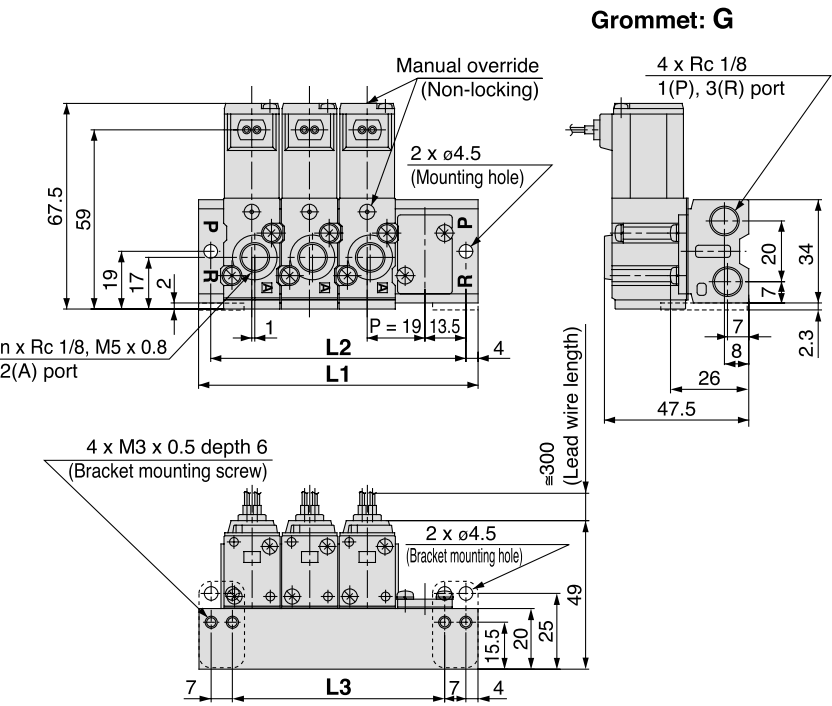 Grommet: G
Manual override
(Non-locking)
4 x Rc 1/8
1(P), 3(R) port
2 x ø4.5
(Mounting hole)
67.5
59
19
17
2
P
R
P
R
A
A
A
1
P = 19
13.5
4
L2
L1
n x Rc 1/8, M5 x 0.8
2(A) port
20
7
34
2.3
7
8
26
47.5
4 x M3 x 0.5 depth 6
(Bracket mounting screw)
≅300
(Lead wire length)
2 x ø4.5
(Bracket mounting hole)
15.5
20
25
49
7
L3
7
4